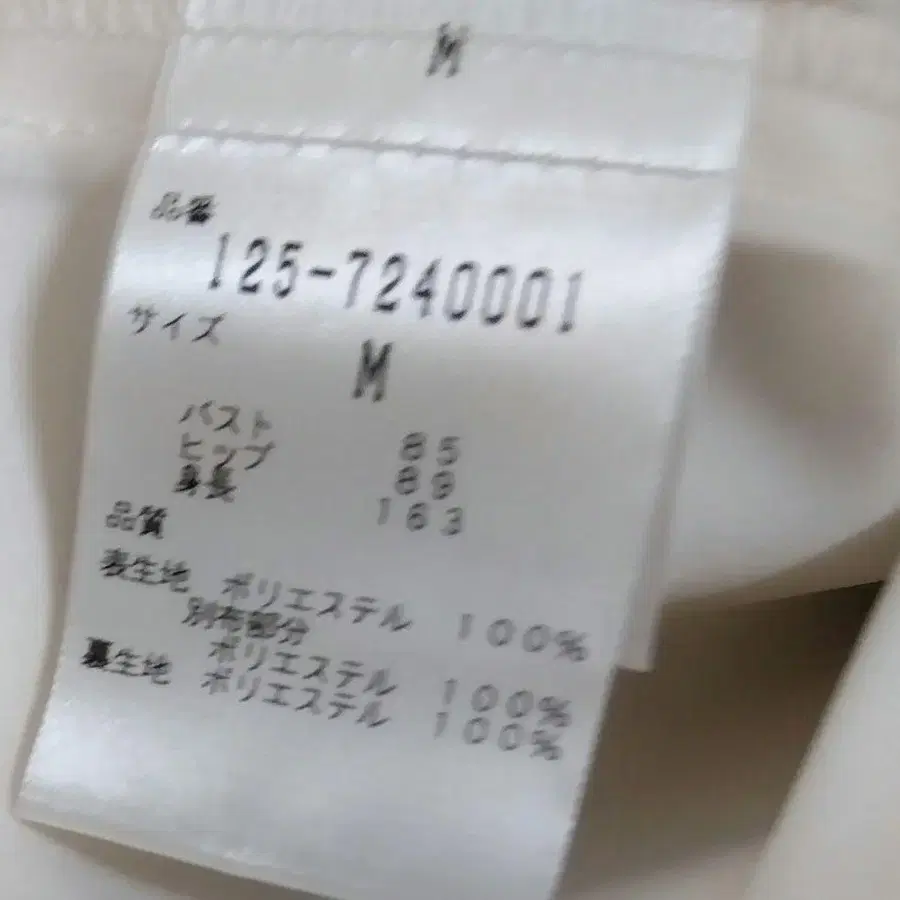 M
品番
125-7240001
サイズ
M
バスト 85
ヒップ 89
身長 163
品質
表生地 ポリエステル 100%
別布部分
ポリエステル 100%
裏生地 ポリエステル 100%